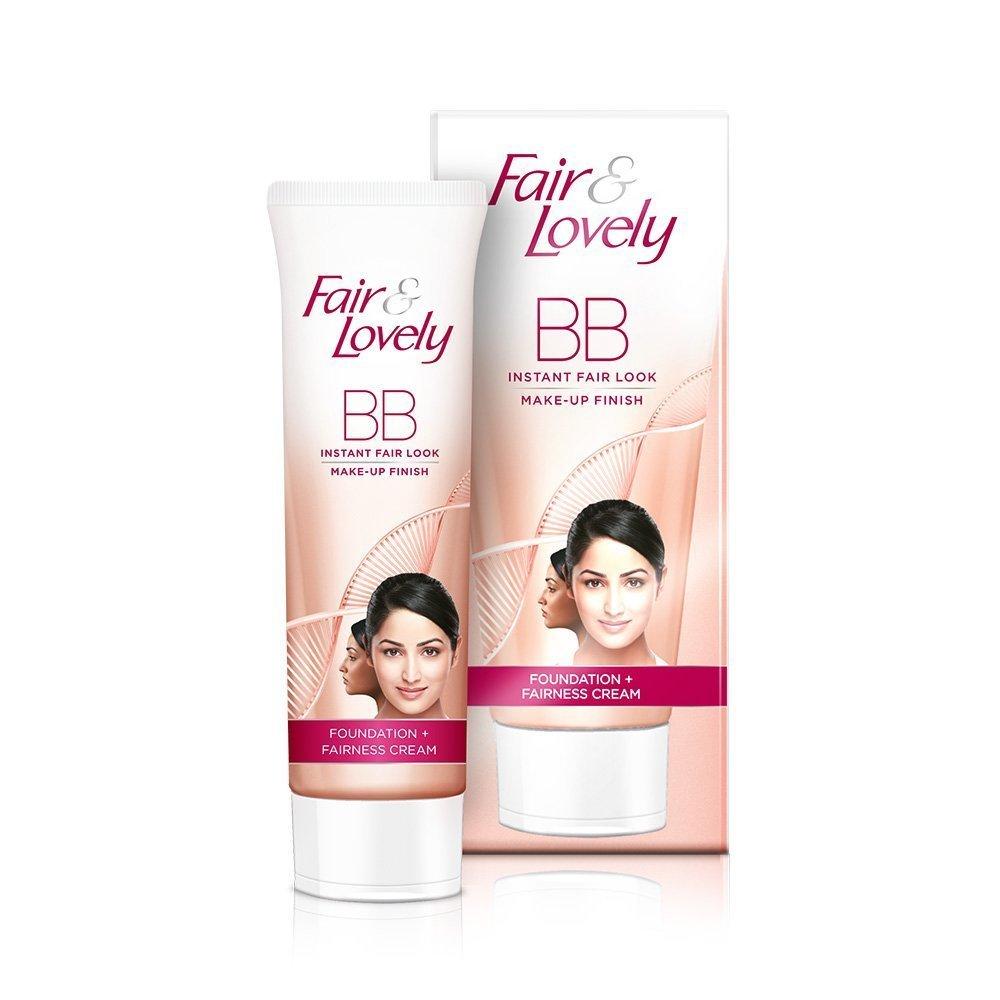 Fair &
Lovely
BB
INSTANT FAIR LOOK
MAKE-UP FINISH
FOUNDATION +
FAIRNESS CREAM
Fair &
Lovely
BB
INSTANT FAIR LOOK
MAKE-UP FINISH
FOUNDATION +
FAIRNESS CREAM